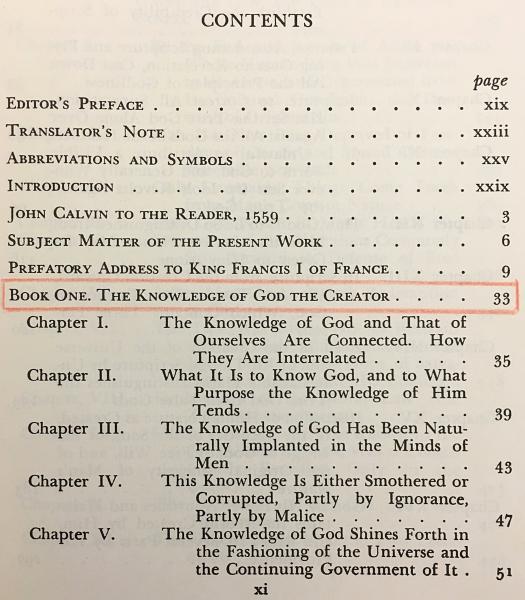 CONTENTS
page
EDITOR'S PREFACE . . . . . . . . . . . . . xix
TRANSLATOR'S NOTE . . . . . . . . . . . . xxiii
ABBREVIATIONS AND SYMBOLS . . . . . . . . . xxv
INTRODUCTION . . . . . . . . . . . . . . xxix
JOHN CALVIN TO THE READER, 1559 . . . . . . . 3
SUBJECT MATTER OF THE PRESENT WORK . . . . . . 6
PREFATORY ADDRESS TO KING FRANCIS I OF FRANCE . . . . 9
BOOK ONE. THE KNOWLEDGE OF GOD THE CREATOR . . . . 33
Chapter I. The Knowledge of God and That of
Ourselves Are Connected. How
They Are Interrelated . . . . . 35
Chapter II. What It Is to Know God, and to What
Purpose the Knowledge of Him
Tends . . . . . . . . . . 39
Chapter III. The Knowledge of God Has Been Natu-
rally Implanted in the Minds of
Men . . . . . . . . . . 43
Chapter IV. This Knowledge Is Either Smothered or
Corrupted, Partly by Ignorance,
Partly by Malice . . . . . . . 47
Chapter V. The Knowledge of God Shines Forth in
the Fashioning of the Universe and
the Continuing Government of It . 51
xi